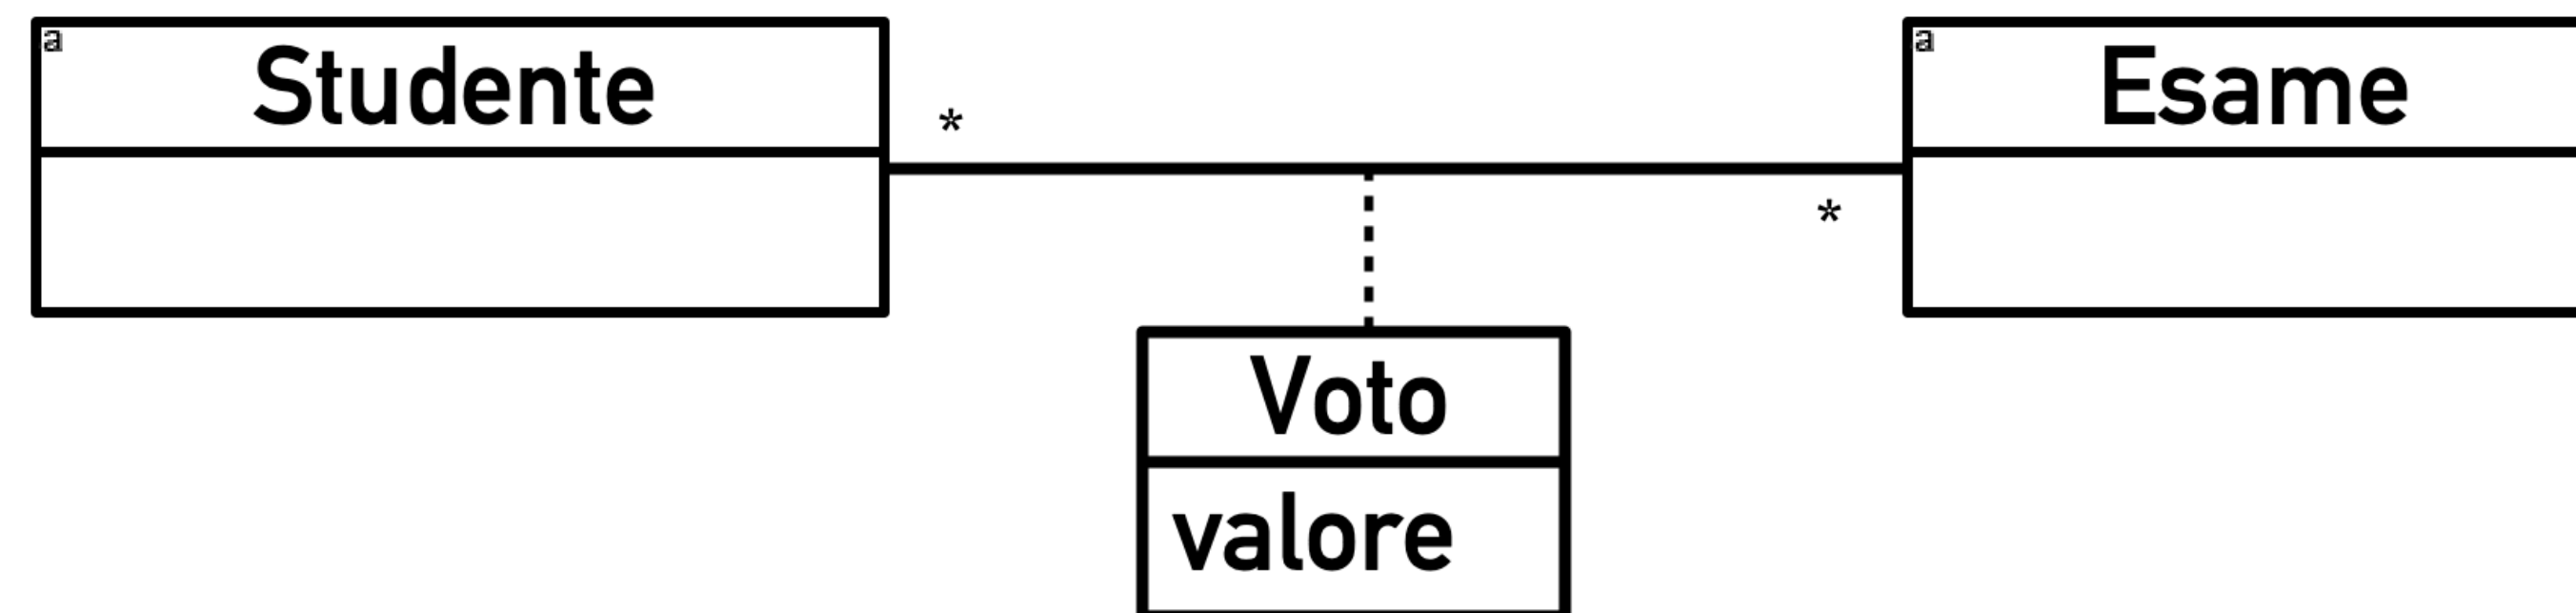 a
Studente
*
a
Esame
*
Voto
valore